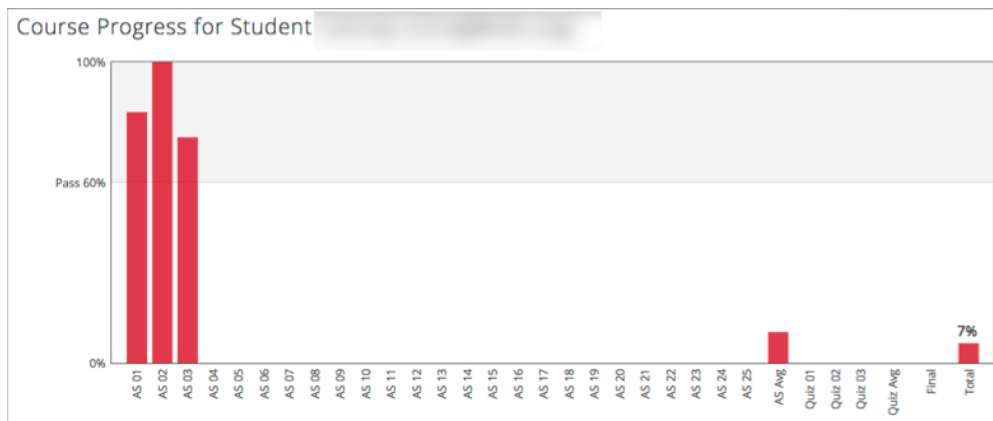 Course Progress for Student
100%
Pass 60%
0%
7%
AS 01
AS 02
AS 03
AS 04
AS 05
AS 06
AS 07
AS 08
AS 09
AS 10
AS 11
AS 12
AS 13
AS 14
AS 15
AS 16
AS 17
AS 18
AS 19
AS 20
AS 21
AS 22
AS 23
AS 24
AS 25
AS Avg
Quiz 01
Quiz 02
Quiz 03
Quiz Avg
Final
Total